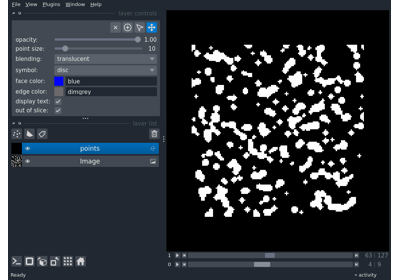 File View Plugins Window Help
layer controls
opacity: 1.00
point size: 10
blending: translucent
symbol: disc
face color: blue
edge color: dimgrey
display text: ✓
out of slice: ✓
layer list
points
Image
1 63 127
0 4 9
Ready activity